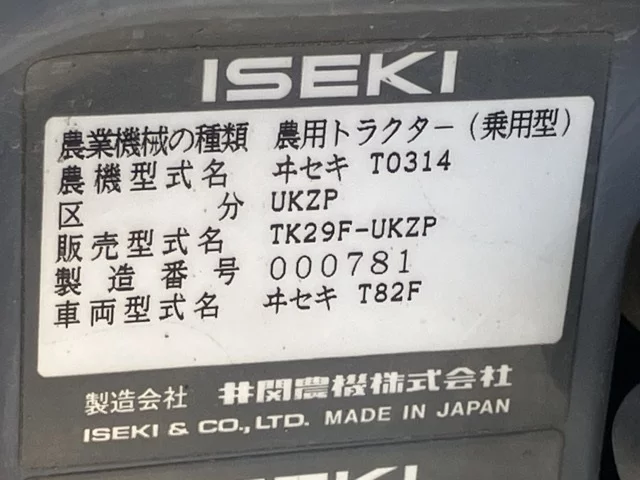 ISEKI
農業機械の種類 農用トラクター(乗用型)
農機型式名 ヰセキ T0314
区分 UKZP
販売型式名 TK29F-UKZP
製造番号 000781
車両型式名 ヰセキ T82F
製造会社 井関農機株式会社
ISEKI & CO., LTD. MADE IN JAPAN
ISEKI